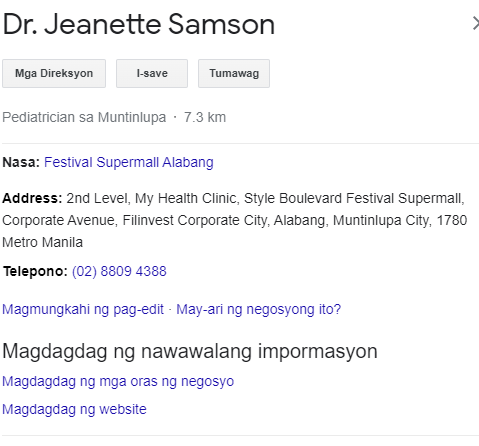 Dr. Jeanette Samson
Mga Direksyon
I-save
Tumawag
Pediatrician sa Muntinlupa · 7.3 km
Nasa: Festival Supermall Alabang
Address: 2nd Level, My Health Clinic, Style Boulevard Festival Supermall,
Corporate Avenue, Filinvest Corporate City, Alabang, Muntinlupa City, 1780
Metro Manila
Telepono: (02) 8809 4388
Magmungkahi ng pag-edit · May-ari ng negosyong ito?
Magdagdag ng nawawalang impormasyon
Magdagdag ng mga oras ng negosyo
Magdagdag ng website